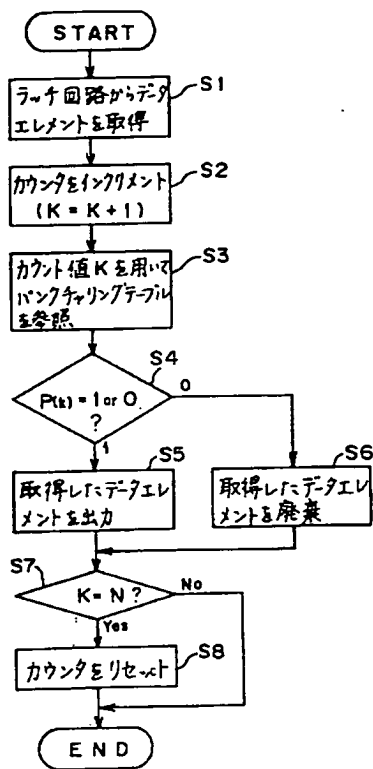 START
S1
ラッチ回路からデータ
エレメントを取得
S2
カウンタをインクリメント
(K=K+1)
S3
カウント値Kを用いて
パンクチャリングテーブル
を参照
S4
P(k)=1 or 0
?
0
1
S5
取得したデータエレ
メントを出力
S6
取得したデータエレ
メントを廃棄
S7
K=N?
No
Yes
S8
カウンタをリセット
END